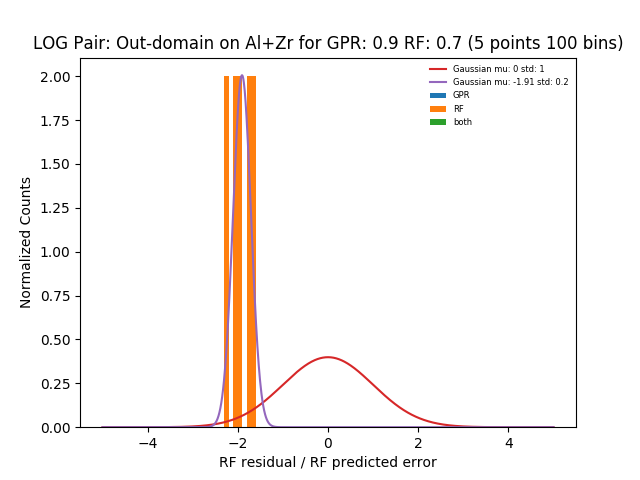 LOG Pair: Out-domain on Al+Zr for GPR: 0.9 RF: 0.7 (5 points 100 bins)
Gaussian mu: 0 std: 1
Gaussian mu: -1.91 std: 0.2
GPR
RF
both
Normalized Counts
2.00
1.75
1.50
1.25
1.00
0.75
0.50
0.25
0.00
−4
−2
0
2
4
RF residual / RF predicted error